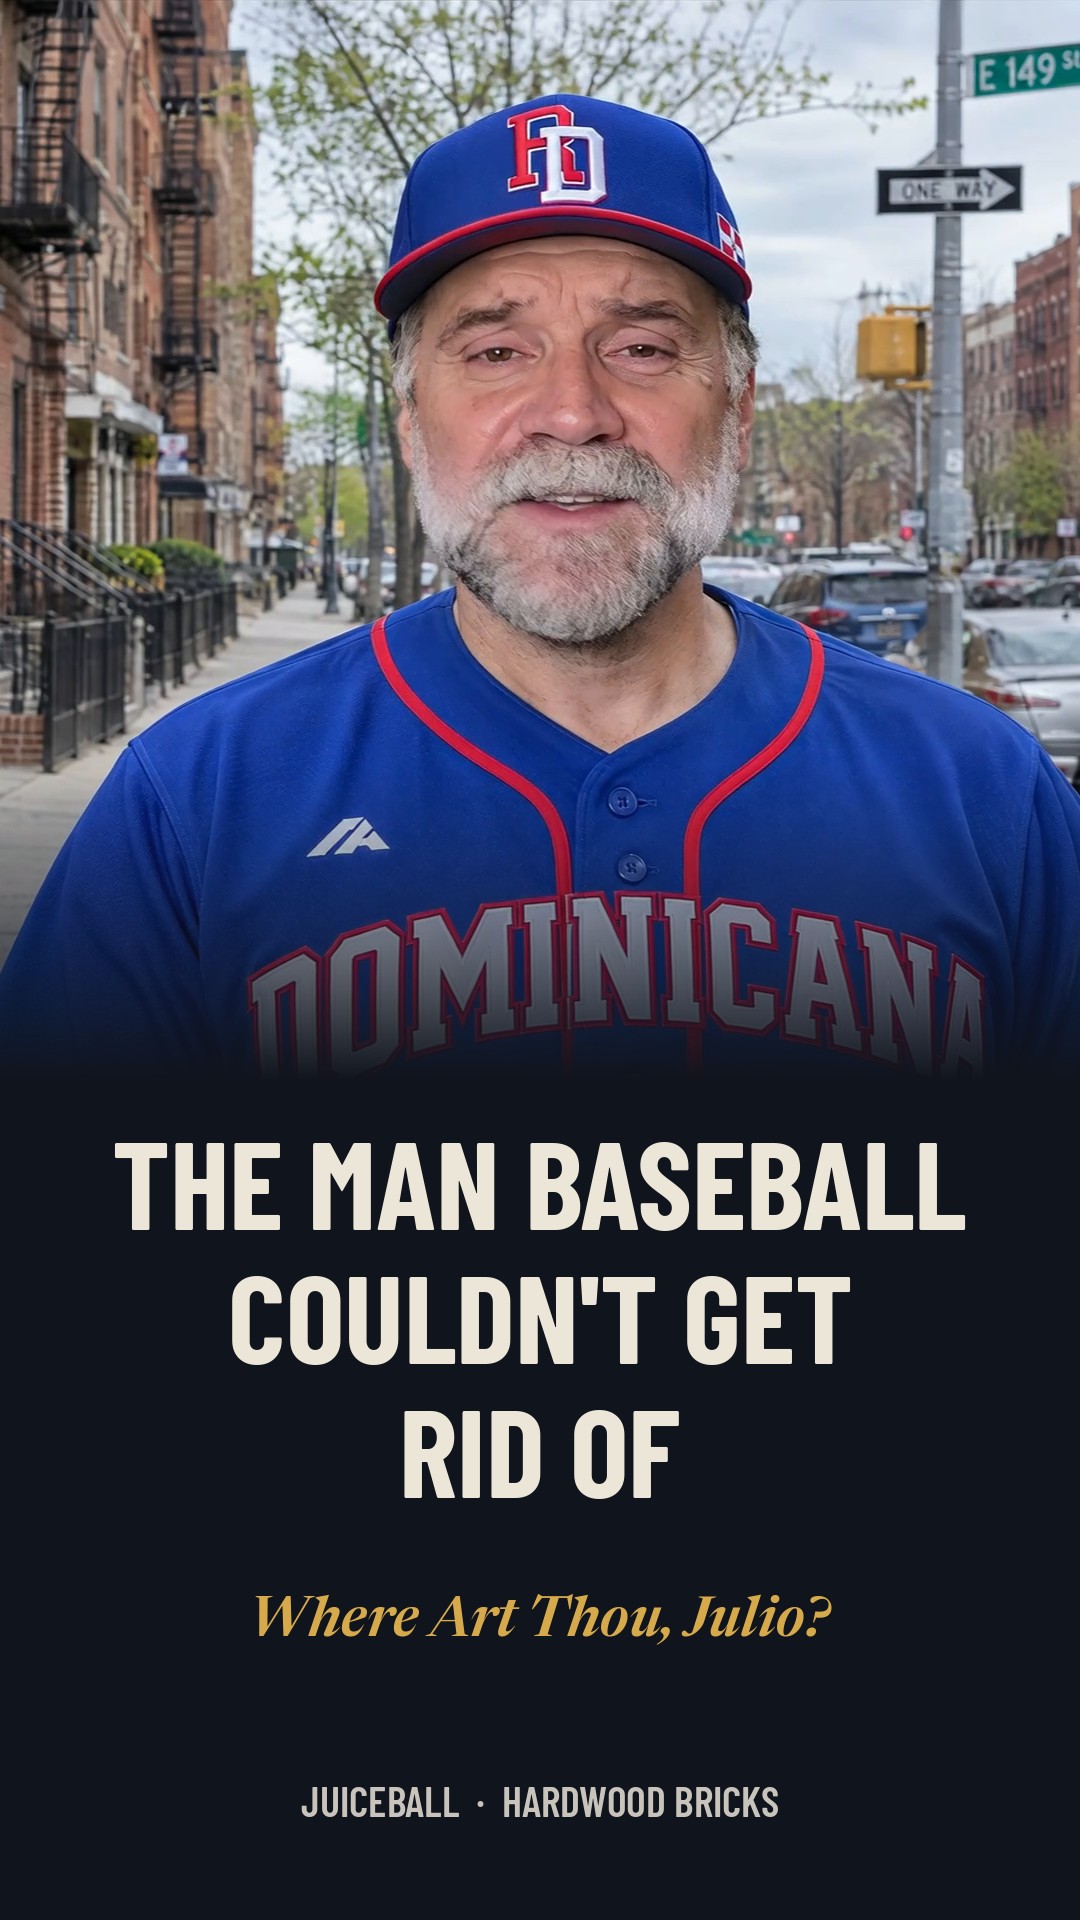 E 149 St
ONE WAY
RD
DOMINICANA
THE MAN BASEBALL
COULDN'T GET
RID OF
Where Art Thou, Julio?
JUICEBALL · HARDWOOD BRICKS